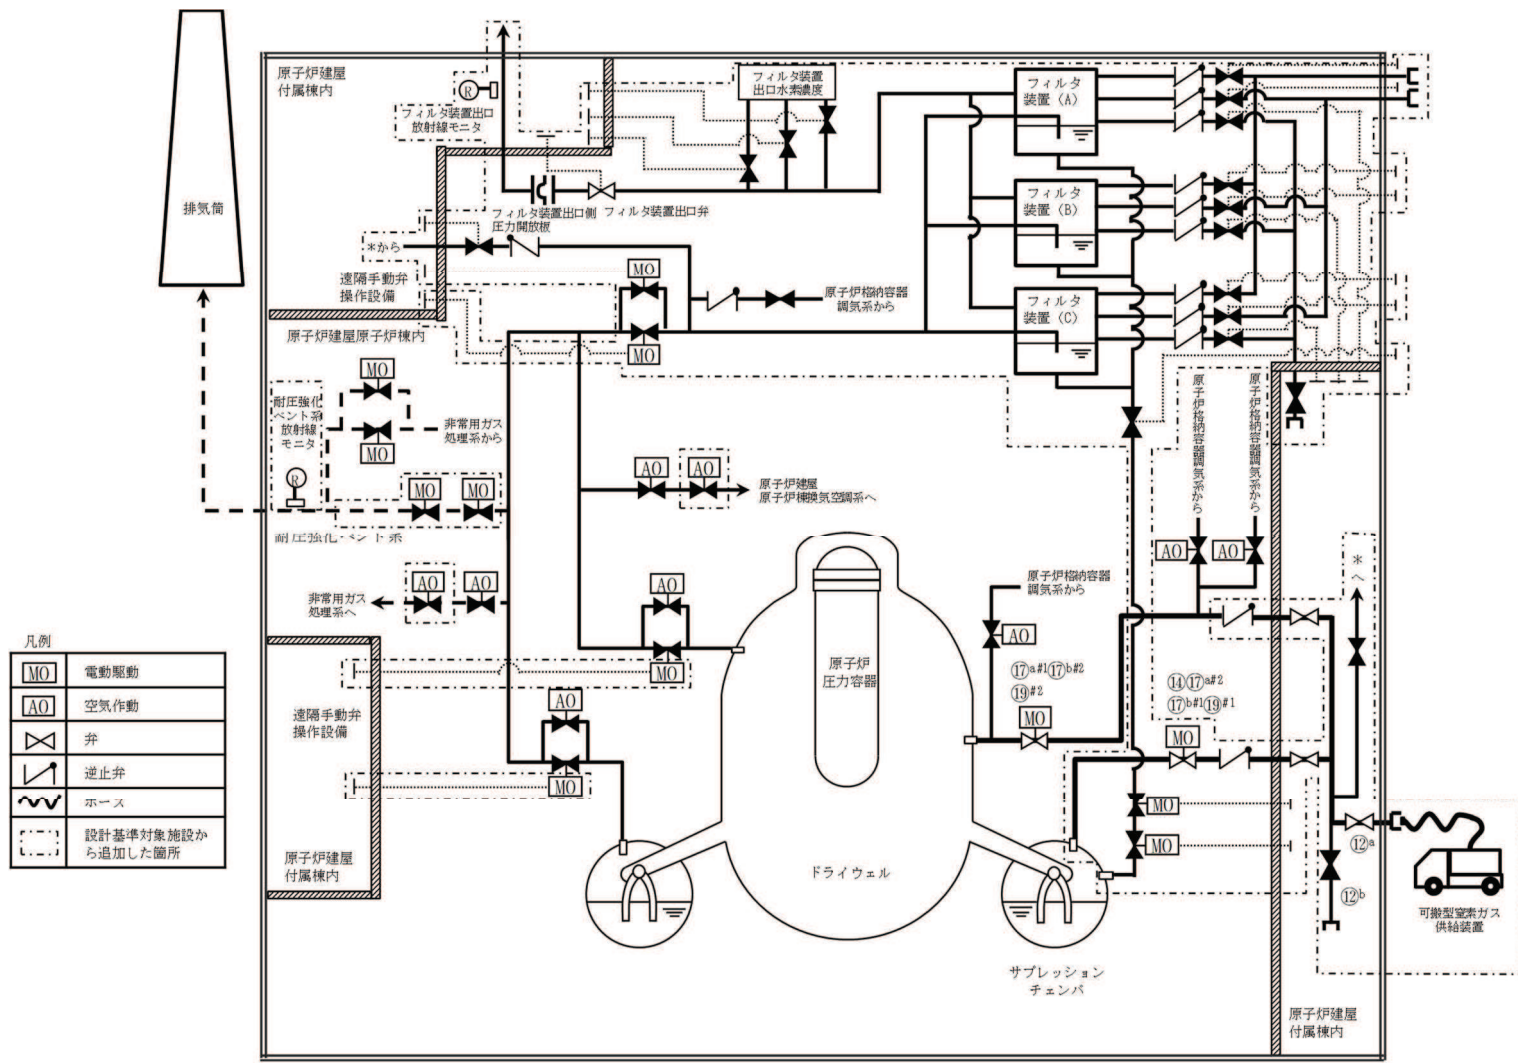 原子炉建屋
付属棟内
R
フィルタ装置出口
放射線モニタ
フィルタ装置
出口水素濃度
フィルタ
装置(A)
フィルタ
装置(B)
フィルタ
装置(C)
排気筒
フィルタ装置出口側
圧力開放板
フィルタ装置出口弁
*から
遠隔手動弁
操作設備
MO
MO
原子炉格納容器
調気系から
原子炉建屋原子炉棟内
MO
MO
非常用ガス
処理系から
耐圧強化
ベント系
放射線
モニタ
R
MO
MO
耐圧強化ベント系
AO
AO
原子炉建屋
原子炉棟換気空調系へ
原子炉格納容器調気系から
原子炉格納容器調気系から
AO
AO
*へ
非常用ガス
処理系へ
AO
AO
AO
MO
原子炉
圧力容器
原子炉格納容器
調気系から
AO
⑰a#1⑰b#2
⑲#2
MO
⑭⑰a#2
⑰b#1⑲#1
MO
AO
MO
遠隔手動弁
操作設備
原子炉建屋
付属棟内
MO
MO
ドライウェル
サプレッション
チェンバ
⑫a
⑫b
可搬型窒素ガス
供給装置
原子炉建屋
付属棟内
凡例
MO
電動駆動
AO
空気作動
弁
逆止弁
ホース
設計基準対象施設か
ら追加した箇所